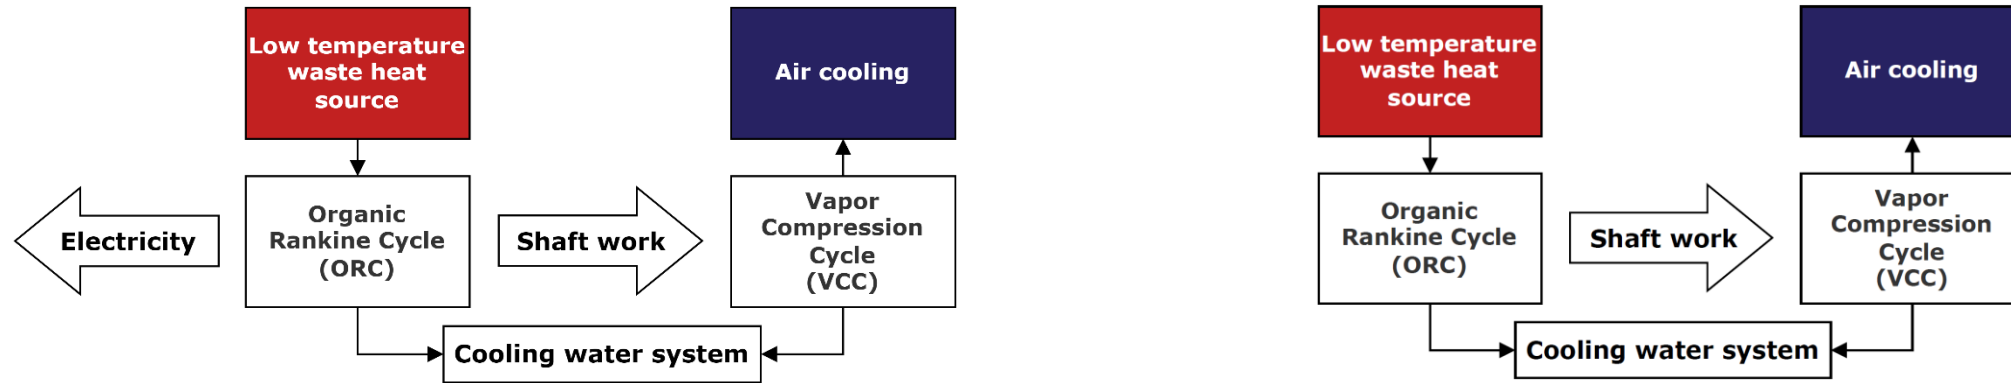 Low temperature
waste heat
source
Air cooling
Electricity
Organic
Rankine Cycle
(ORC)
Shaft work
Vapor
Compression
Cycle
(VCC)
Cooling water system
Low temperature
waste heat
source
Air cooling
Organic
Rankine Cycle
(ORC)
Shaft work
Vapor
Compression
Cycle
(VCC)
Cooling water system